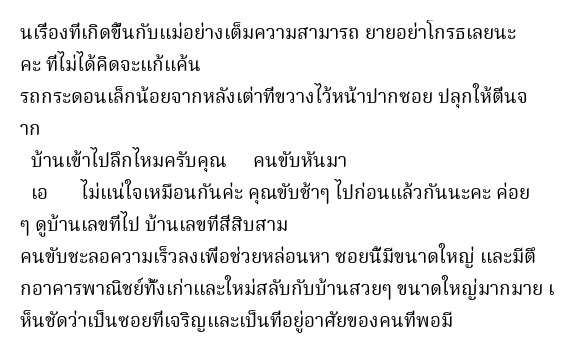 นเรื่องที่เกิดขึ้นกับแม่อย่างเต็มความสามารถ ยายอย่าโกรธเลยนะ
คะ ที่ไม่ได้คิดจะแก้แค้น
รถกระดอนเล็กน้อยจากหลังเต่าที่ขวางไว้หน้าปากซอย ปลุกให้ตื่นจ
าก
บ้านเข้าไปลึกไหมครับคุณ คนขับหันมา
เอ ไม่แน่ใจเหมือนกันค่ะ คุณขับช้าๆ ไปก่อนแล้วกันนะคะ ค่อย
ๆ ดูบ้านเลขที่ไป บ้านเลขที่สี่สิบสาม
คนขับชะลอความเร็วลงเพื่อช่วยหล่อนหา ซอยนี้มีขนาดใหญ่ และมีตึ
กอาคารพาณิชย์ทั้งเก่าและใหม่สลับกับบ้านสวยๆ ขนาดใหญ่มากมาย เ
ห็นชัดว่าเป็นซอยที่เจริญและเป็นที่อยู่อาศัยของคนที่พอมี